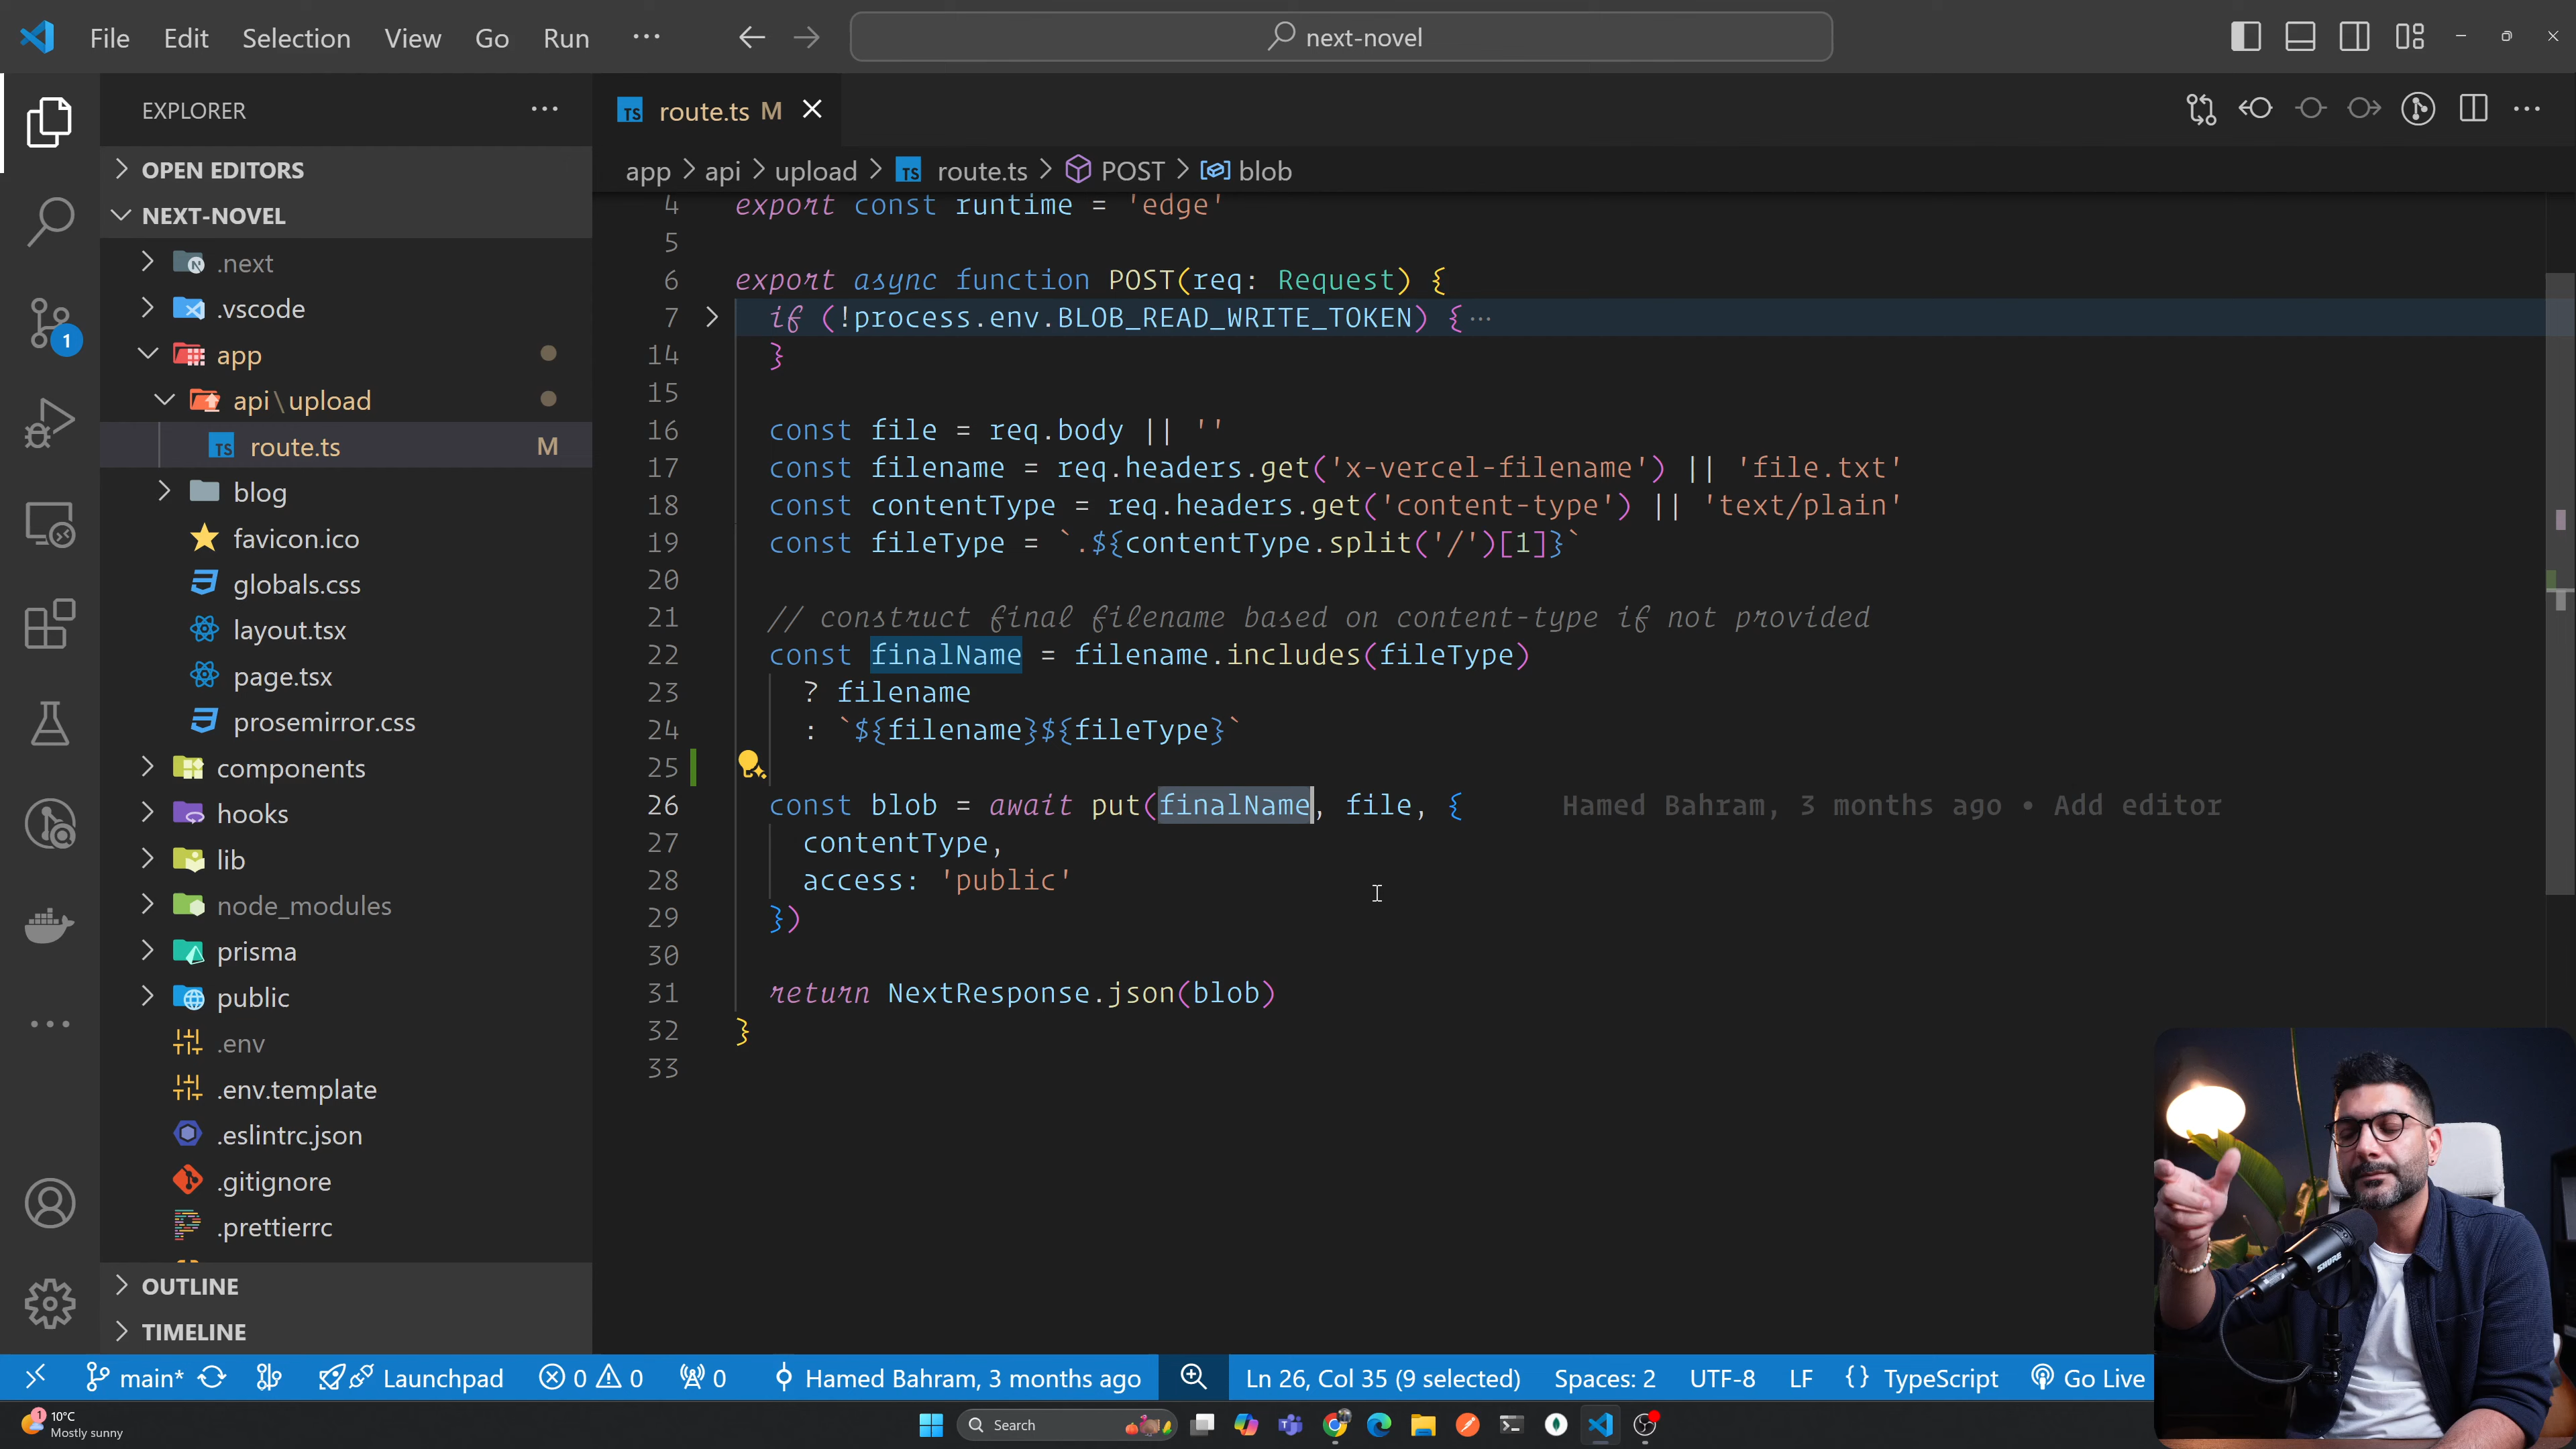 File Edit Selection View Go Run ...
next-novel
EXPLORER
OPEN EDITORS
NEXT-NOVEL
.next
.vscode
app
api\upload
TS route.ts M
blog
favicon.ico
globals.css
layout.tsx
page.tsx
prosemirror.css
components
hooks
lib
node_modules
prisma
public
.env
.env.template
.eslintrc.json
.gitignore
.prettierrc
OUTLINE
TIMELINE
1
TS route.ts M
app > api > upload > TS route.ts > POST > blob
4 export const runtime = 'edge'
5
6 export async function POST(req: Request) {
7 if (!process.env.BLOB_READ_WRITE_TOKEN) {...
14 }
15
16 const file = req.body || ''
17 const filename = req.headers.get('x-vercel-filename') || 'file.txt'
18 const contentType = req.headers.get('content-type') || 'text/plain'
19 const fileType = `.${contentType.split('/')[1]}`
20
21 // construct final filename based on content-type if not provided
22 const finalName = filename.includes(fileType)
23 ? filename
24 : `${filename}${fileType}`
25
26 const blob = await put(finalName, file, { Hamed Bahram, 3 months ago • Add editor
27 contentType,
28 access: 'public'
29 })
30
31 return NextResponse.json(blob)
32 }
33
main* Launchpad 0 0 0 Hamed Bahram, 3 months ago Ln 26, Col 35 (9 selected) Spaces: 2 UTF-8 LF {} TypeScript Go Live
1 10°C
Mostly sunny
Search
SHURE